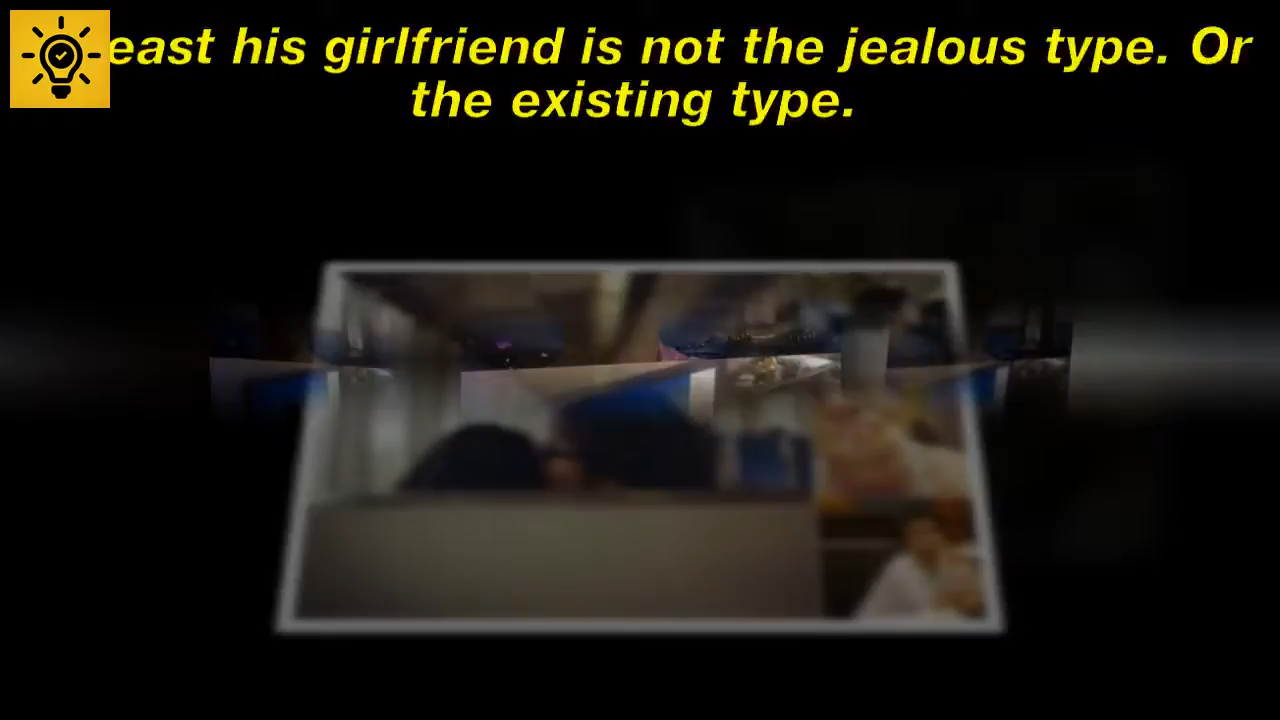 east his girlfriend is not the jealous type. Or
the existing type.